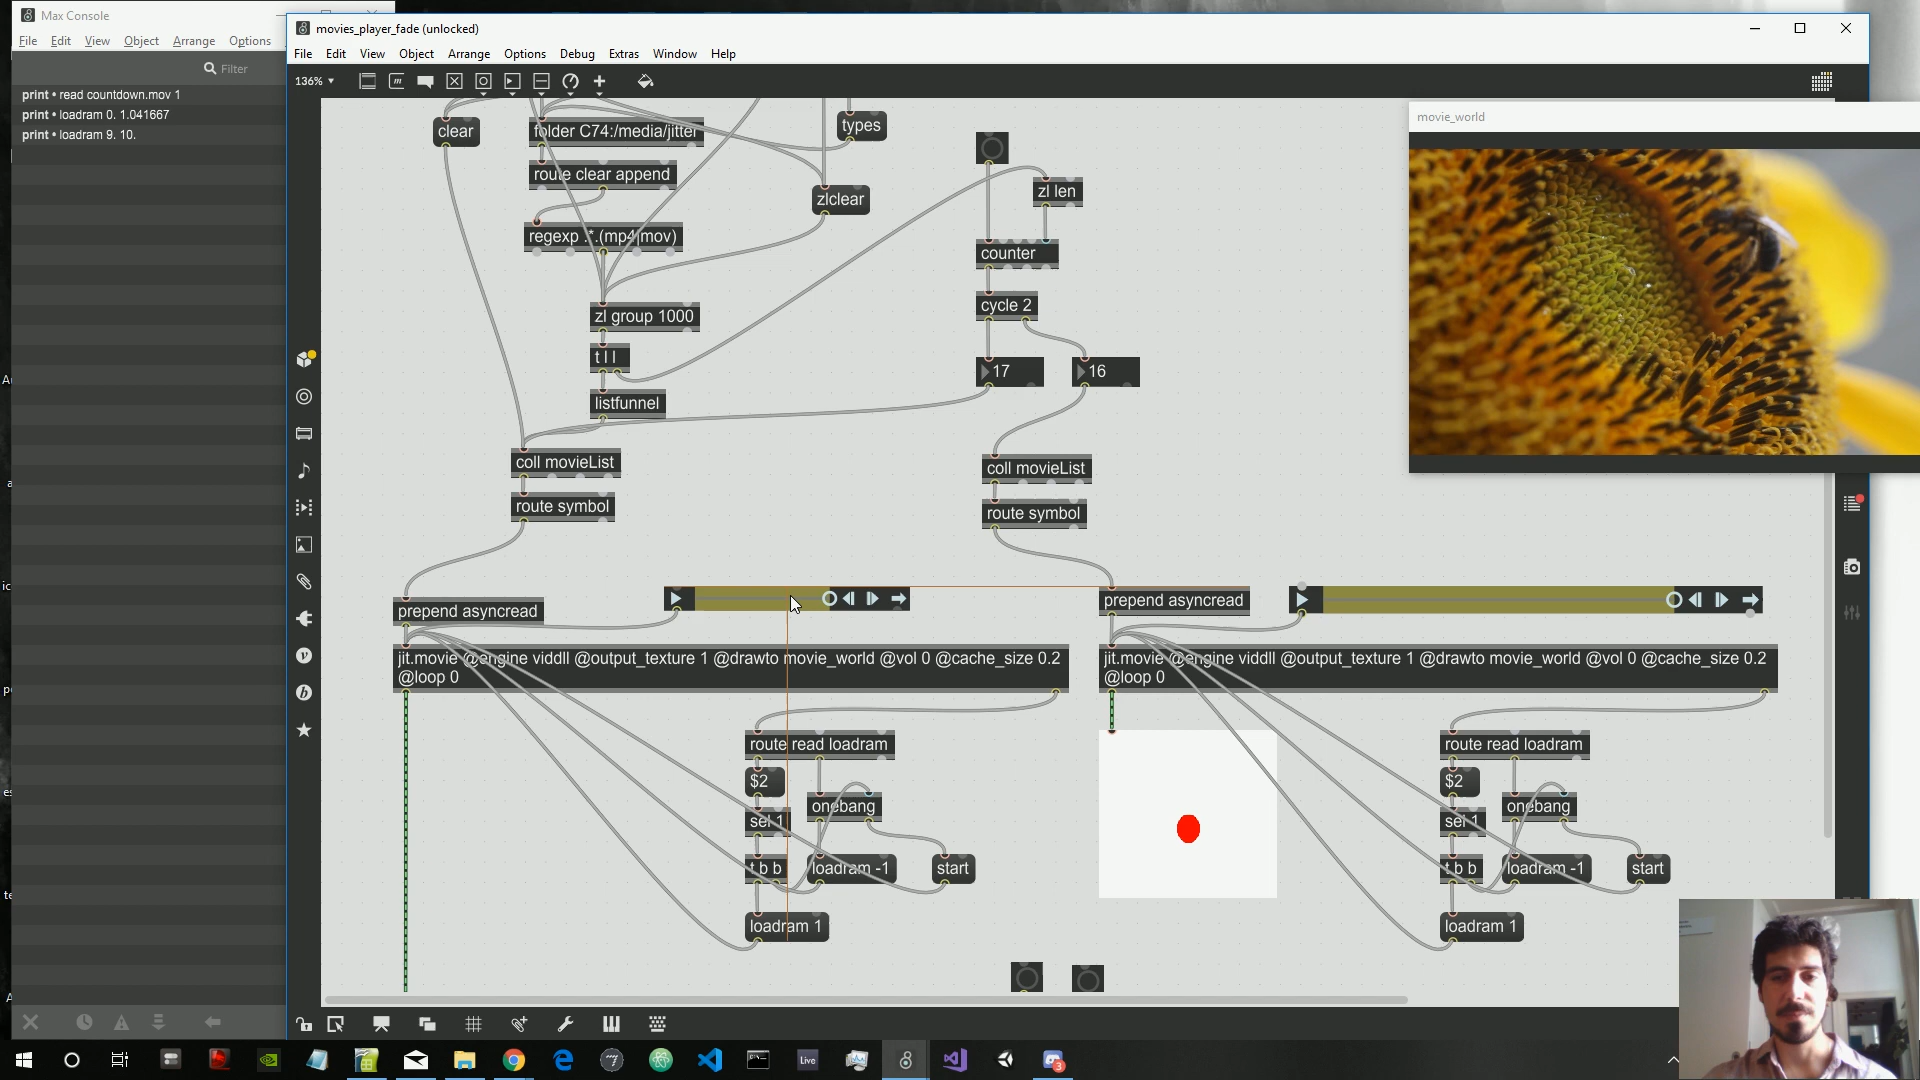 Max Console
File Edit View Object Arrange Options
Filter
print • read countdown.mov 1
print • loadram 0. 1.041667
print • loadram 9. 10.
movies_player_fade (unlocked)
File Edit View Object Arrange Options Debug Extras Window Help
136%
clear
folder C74:/media/jitter
types
route clear append
zlclear
regexp .*.(mp4|mov)
zl len
counter
cycle 2
zl group 1000
t l l
17
16
listfunnel
coll movieList
route symbol
coll movieList
route symbol
movie_world
prepend asyncread
prepend asyncread
jit.movie @engine viddll @output_texture 1 @drawto movie_world @vol 0 @cache_size 0.2
@loop 0
jit.movie @engine viddll @output_texture 1 @drawto movie_world @vol 0 @cache_size 0.2
@loop 0
route read loadram
$2
onebang
sel 1
t b b
loadram -1
start
loadram 1
route read loadram
$2
onebang
sel 1
t b b
loadram -1
start
loadram 1
Live
3